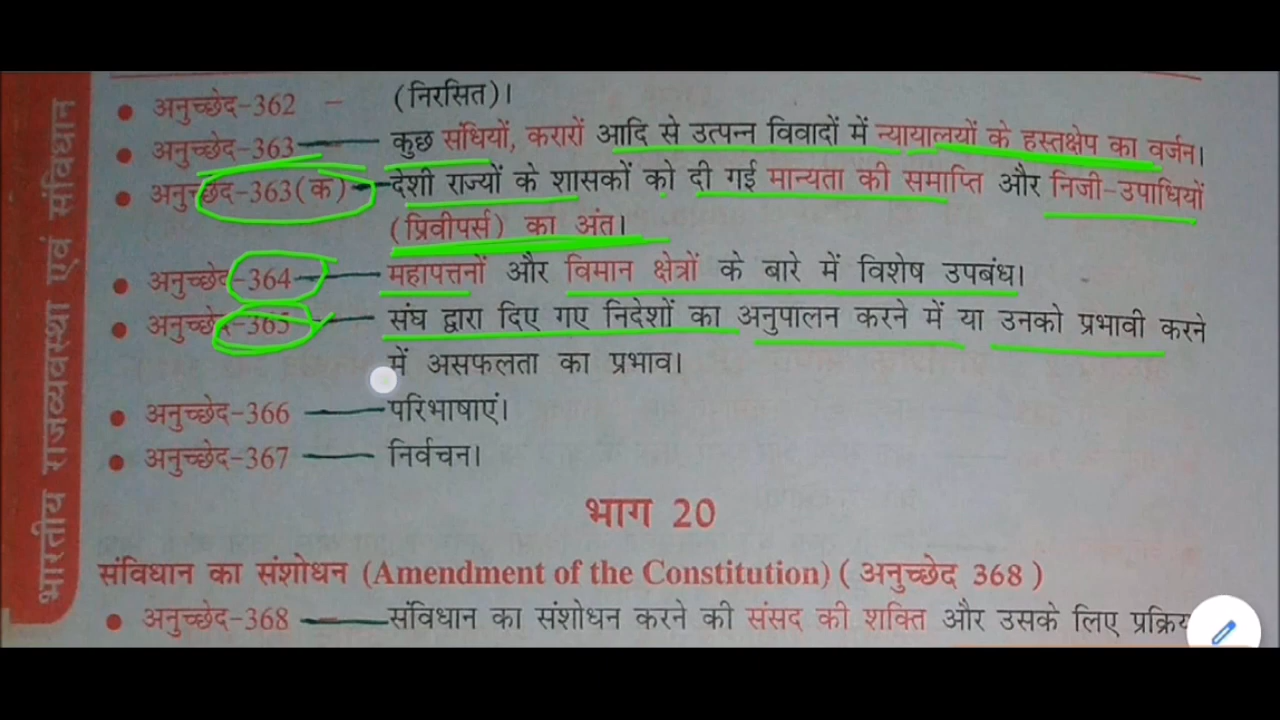 भारतीय राजव्यवस्था एवं संविधान
• अनुच्छेद-362 – (निरसित)।
• अनुच्छेद-363 — कुछ संधियों, करारों आदि से उत्पन्न विवादों में न्यायालयों के हस्तक्षेप का वर्जन।
• अनुच्छेद-363(क) – देशी राज्यों के शासकों को दी गई मान्यता की समाप्ति और निजी-उपाधियों
(प्रिवीपर्स) का अंत।
• अनुच्छेद-364 — महापत्तनों और विमान क्षेत्रों के बारे में विशेष उपबंध।
• अनुच्छेद-365 — संघ द्वारा दिए गए निदेशों का अनुपालन करने में या उनको प्रभावी करने
में असफलता का प्रभाव।
• अनुच्छेद-366 — परिभाषाएं।
• अनुच्छेद-367 — निर्वचन।
भाग 20
संविधान का संशोधन (Amendment of the Constitution) ( अनुच्छेद 368 )
• अनुच्छेद-368 — संविधान का संशोधन करने की संसद की शक्ति और उसके लिए